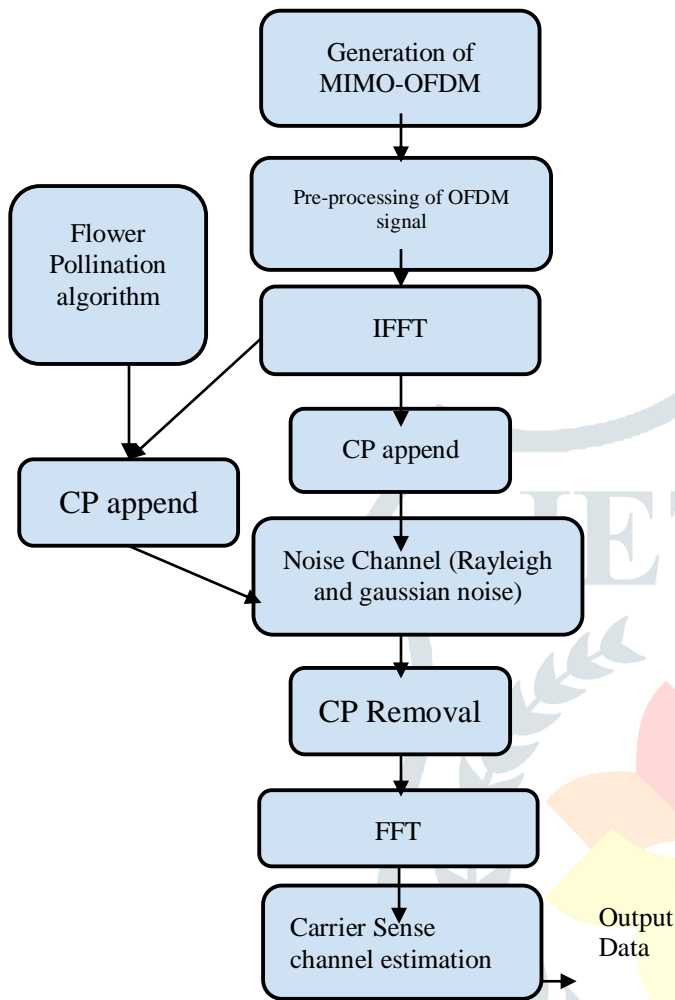 Generation of
MIMO-OFDM
Pre-processing of OFDM
signal
Flower
Pollination
algorithm
IFFT
CP append
CP append
Noise Channel (Rayleigh
and gaussian noise)
CP Removal
FFT
Carrier Sense
channel estimation
Output
Data